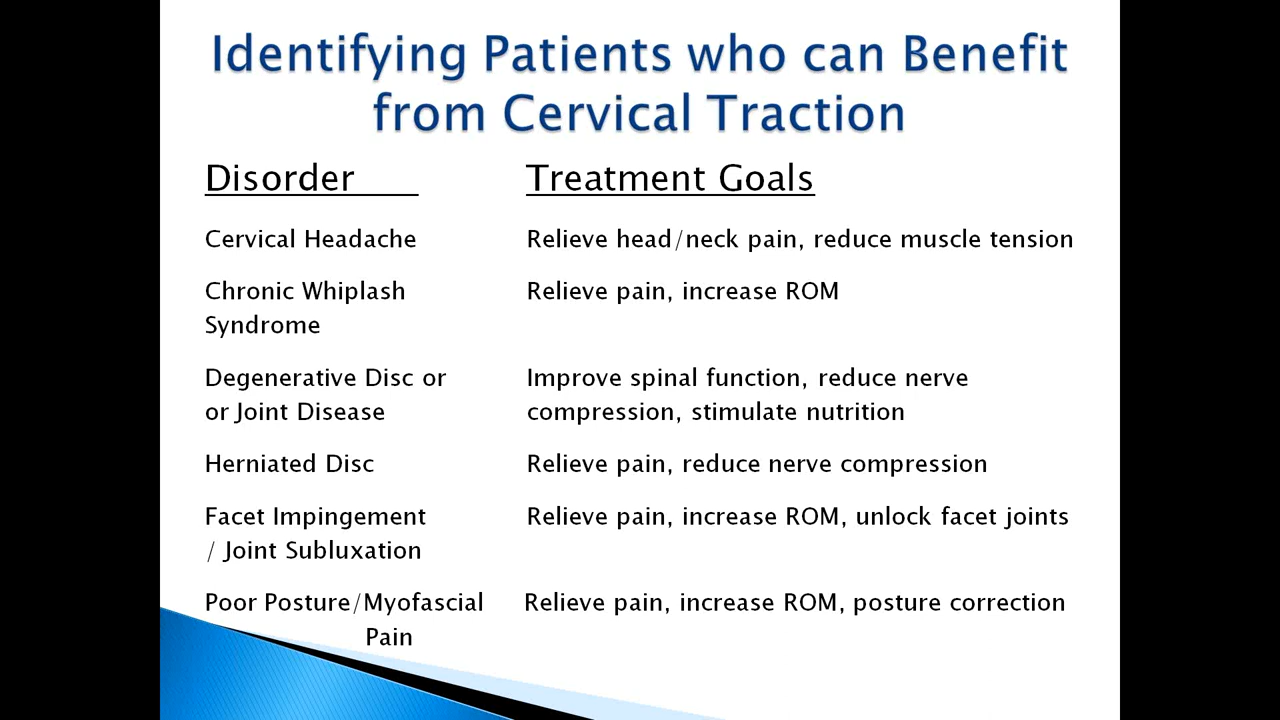 Identifying Patients who can Benefit
from Cervical Traction
Disorder Treatment Goals
Cervical Headache Relieve head/neck pain, reduce muscle tension
Chronic Whiplash Relieve pain, increase ROM
Syndrome
Degenerative Disc or Improve spinal function, reduce nerve
or Joint Disease compression, stimulate nutrition
Herniated Disc Relieve pain, reduce nerve compression
Facet Impingement Relieve pain, increase ROM, unlock facet joints
/ Joint Subluxation
Poor Posture/Myofascial Relieve pain, increase ROM, posture correction
Pain